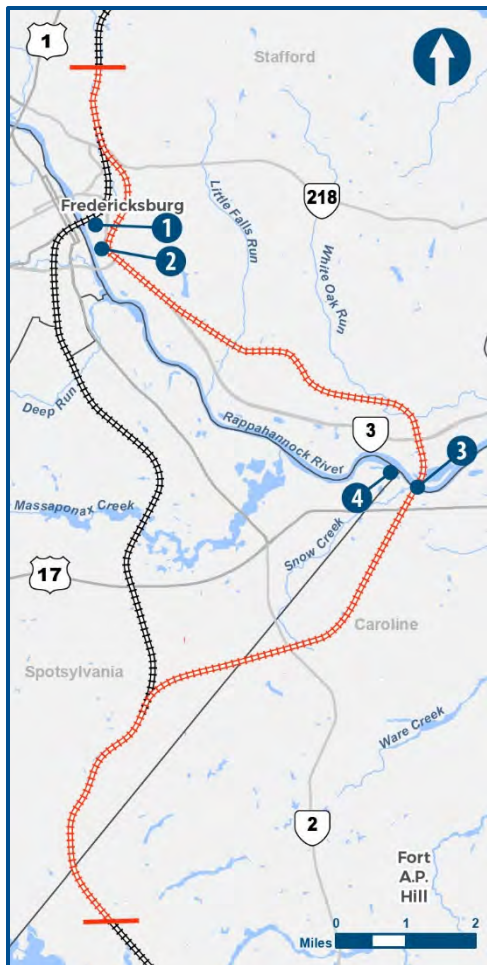 1
Stafford
218
Little Falls Run
White Oak Run
Fredericksburg
1
2
Deep Run
Rappahannock River
3
3
4
Massaponax Creek
Snow Creek
17
Caroline
Spotsylvania
Ware Creek
2
Fort
A.P.
Hill
0 1 2
Miles